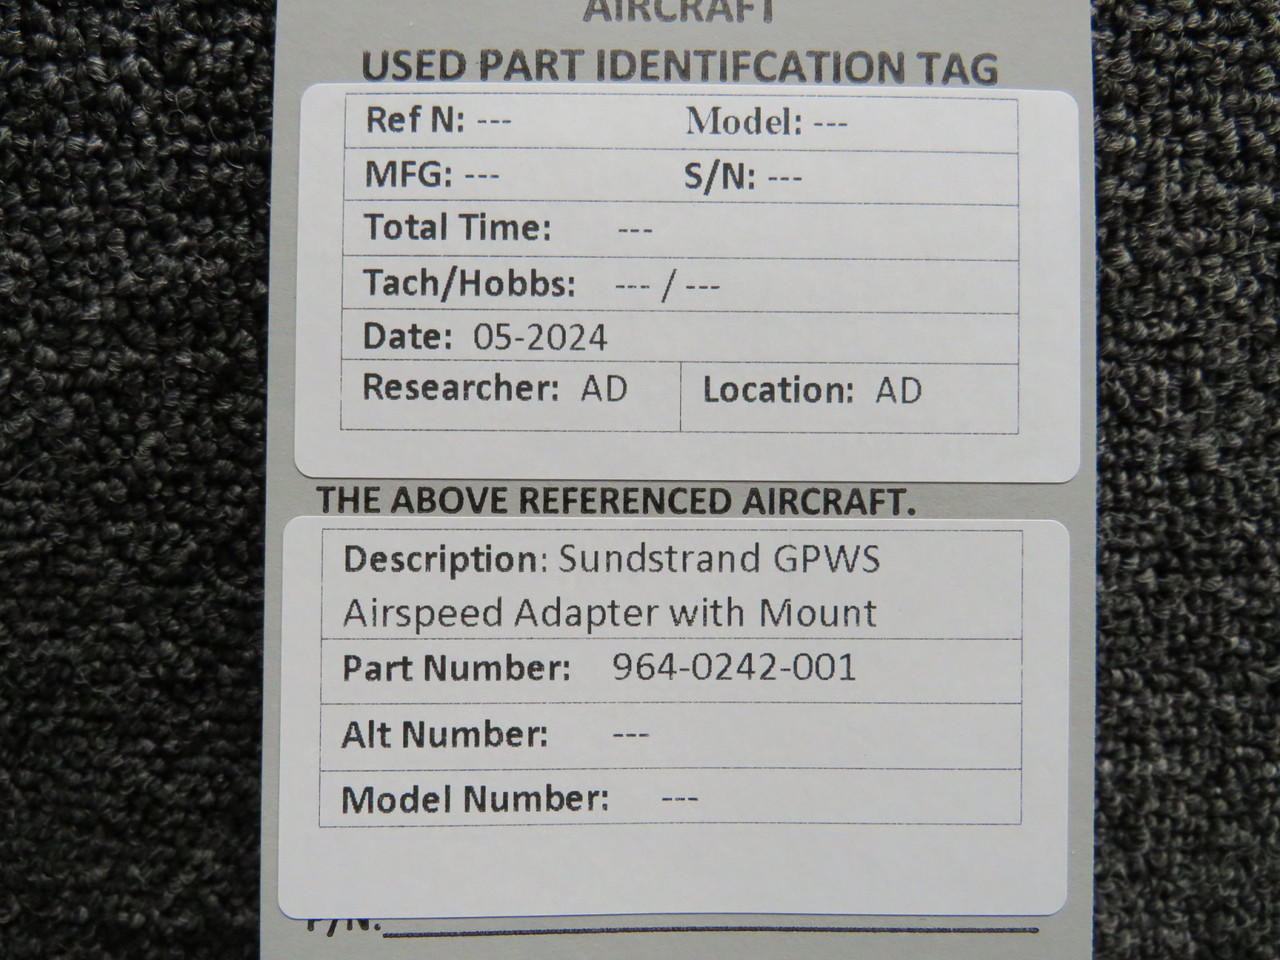 AIRCRAFT
USED PART IDENTIFCATION TAG
Ref N: --- Model: ---
MFG: --- S/N: ---
Total Time: ---
Tach/Hobbs: --- / ---
Date: 05-2024
Researcher: AD Location: AD
THE ABOVE REFERENCED AIRCRAFT.
Description: Sundstrand GPWS
Airspeed Adapter with Mount
Part Number: 964-0242-001
Alt Number: ---
Model Number: ---
P/N: